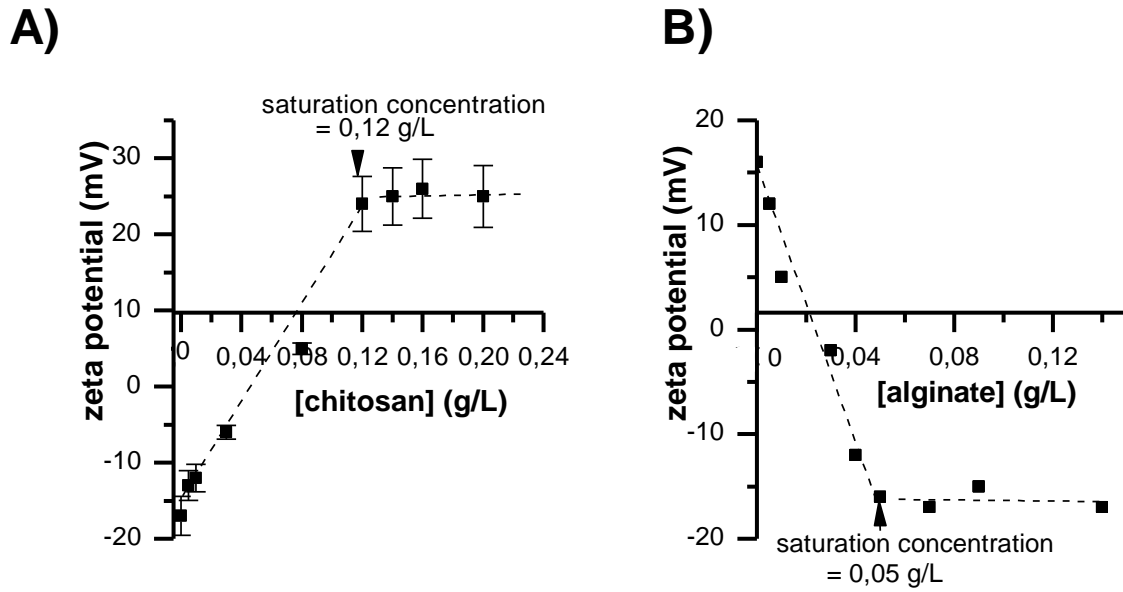 A)
saturation concentration
= 0,12 g/L
30
20
10
0
-10
-20
zeta potential (mV)
0 0,04 0,08 0,12 0,16 0,20 0,24
[chitosan] (g/L)
B)
20
10
0
-10
-20
zeta potential (mV)
0 0,04 0,08 0,12
[alginate] (g/L)
saturation concentration
= 0,05 g/L